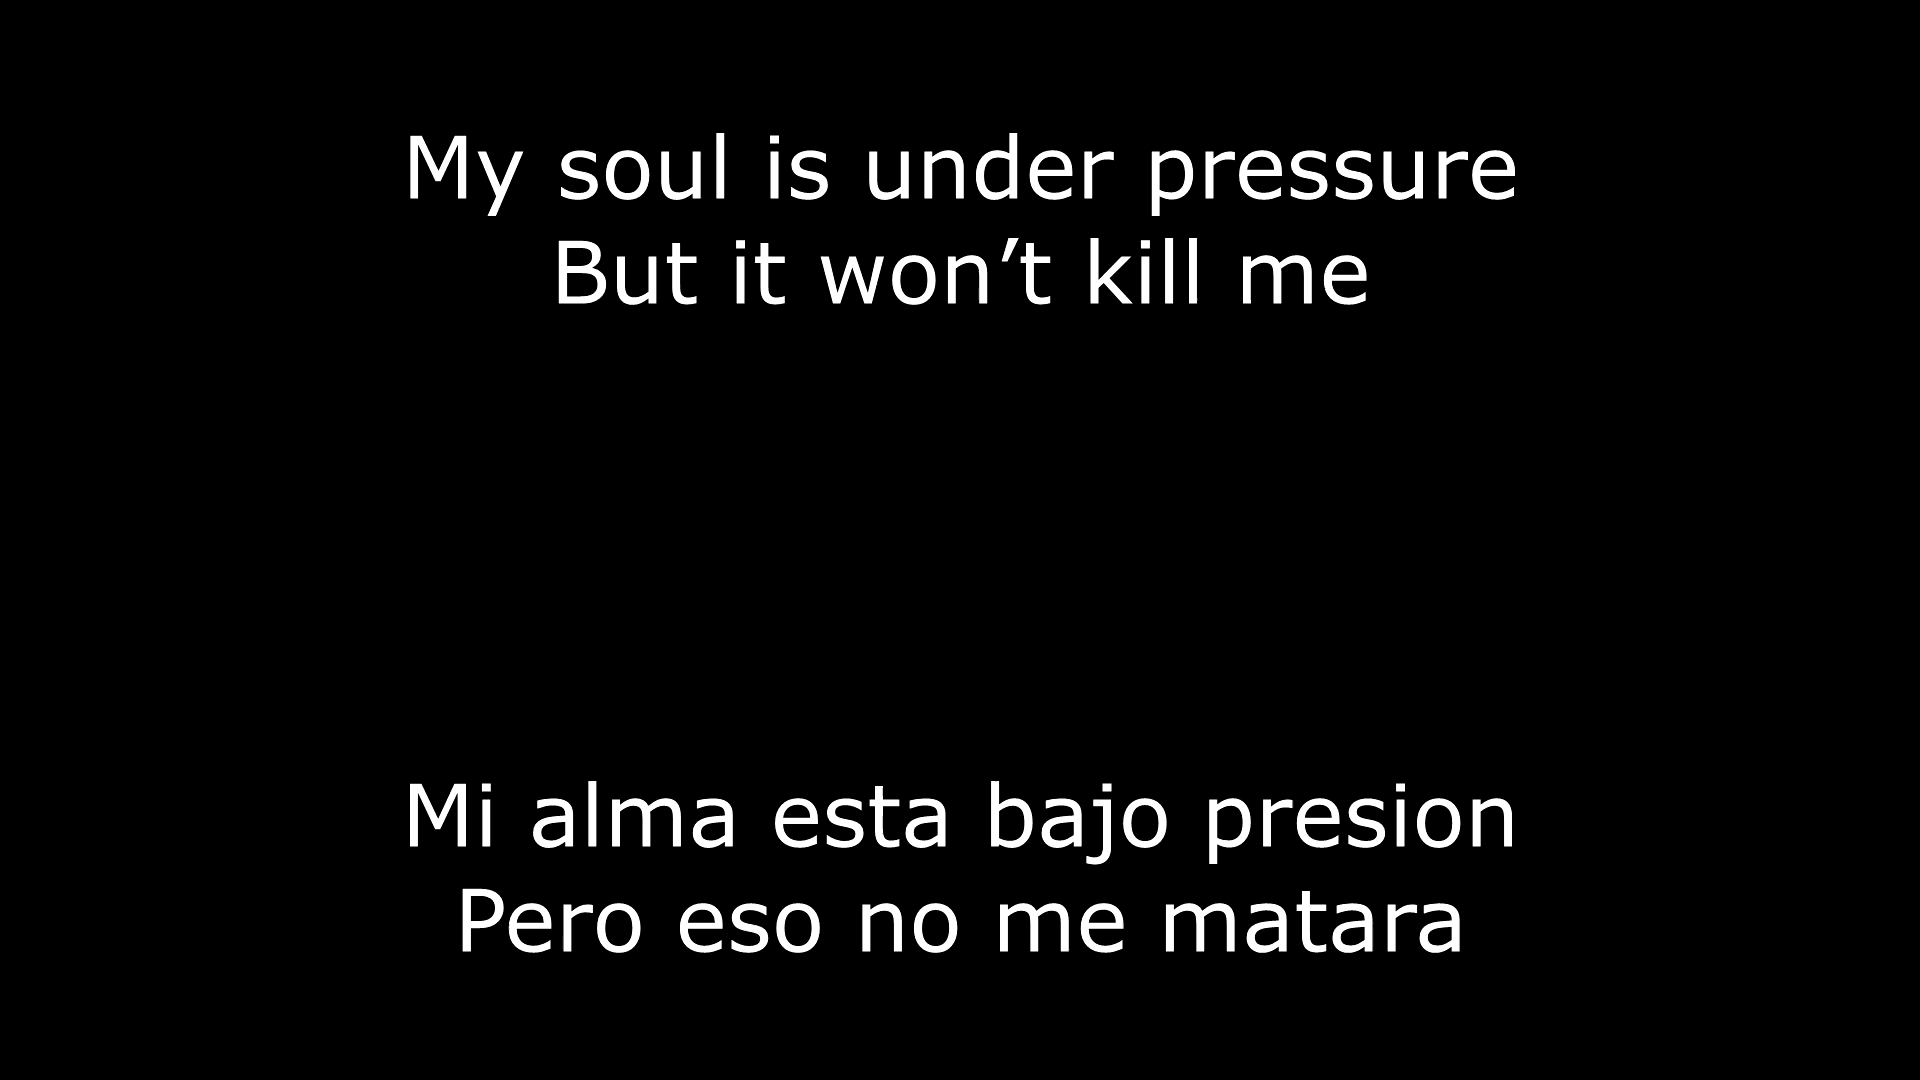 My soul is under pressure
But it won’t kill me
Mi alma esta bajo presion
Pero eso no me matara